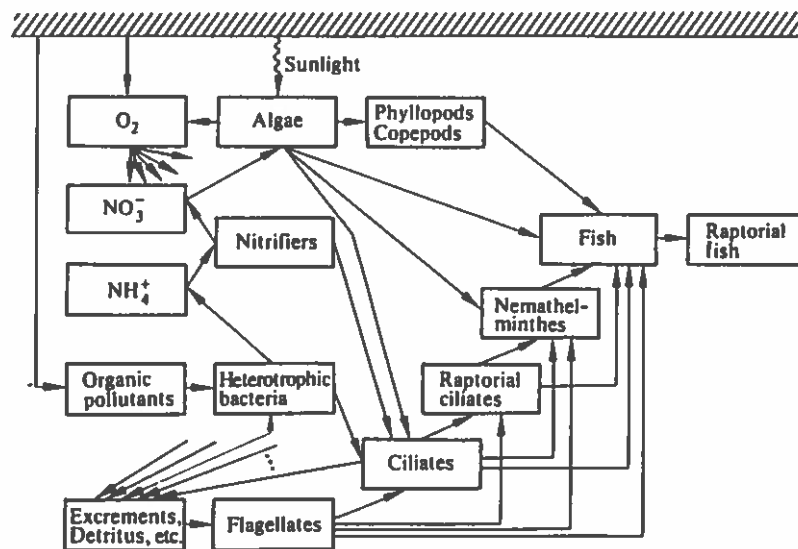 Sunlight
O₂
Algae
Phyllopods
Copepods
NO₃⁻
Nitrifiers
Fish
Raptorial
fish
NH₄⁺
Nemathel-
minthes
Organic
pollutants
Heterotrophic
bacteria
Raptorial
ciliates
Ciliates
Excrements,
Detritus, etc.
Flagellates